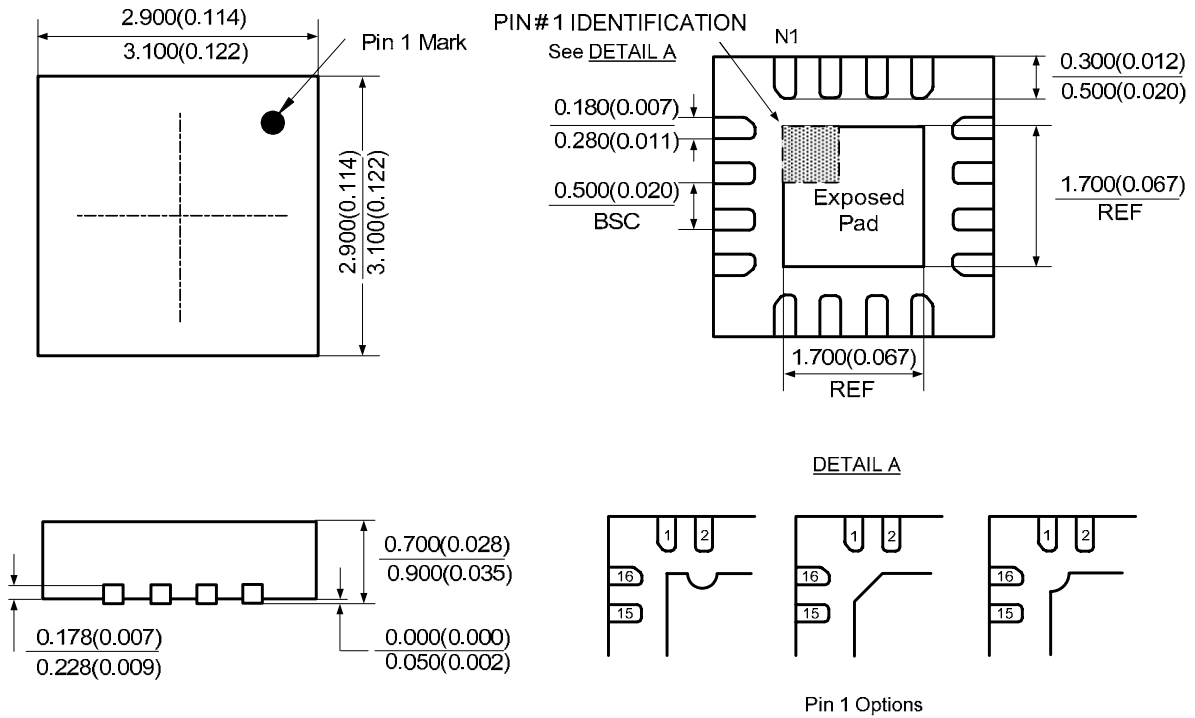 2.900(0.114)
3.100(0.122)
Pin 1 Mark
2.900(0.114)
3.100(0.122)
PIN#1 IDENTIFICATION
See DETAIL A
N1
0.180(0.007)
0.280(0.011)
0.500(0.020)
BSC
0.300(0.012)
0.500(0.020)
1.700(0.067)
REF
Exposed
Pad
1.700(0.067)
REF
0.700(0.028)
0.900(0.035)
0.178(0.007)
0.228(0.009)
0.000(0.000)
0.050(0.002)
DETAIL A
1 2
16
15
1 2
16
15
1 2
16
15
Pin 1 Options